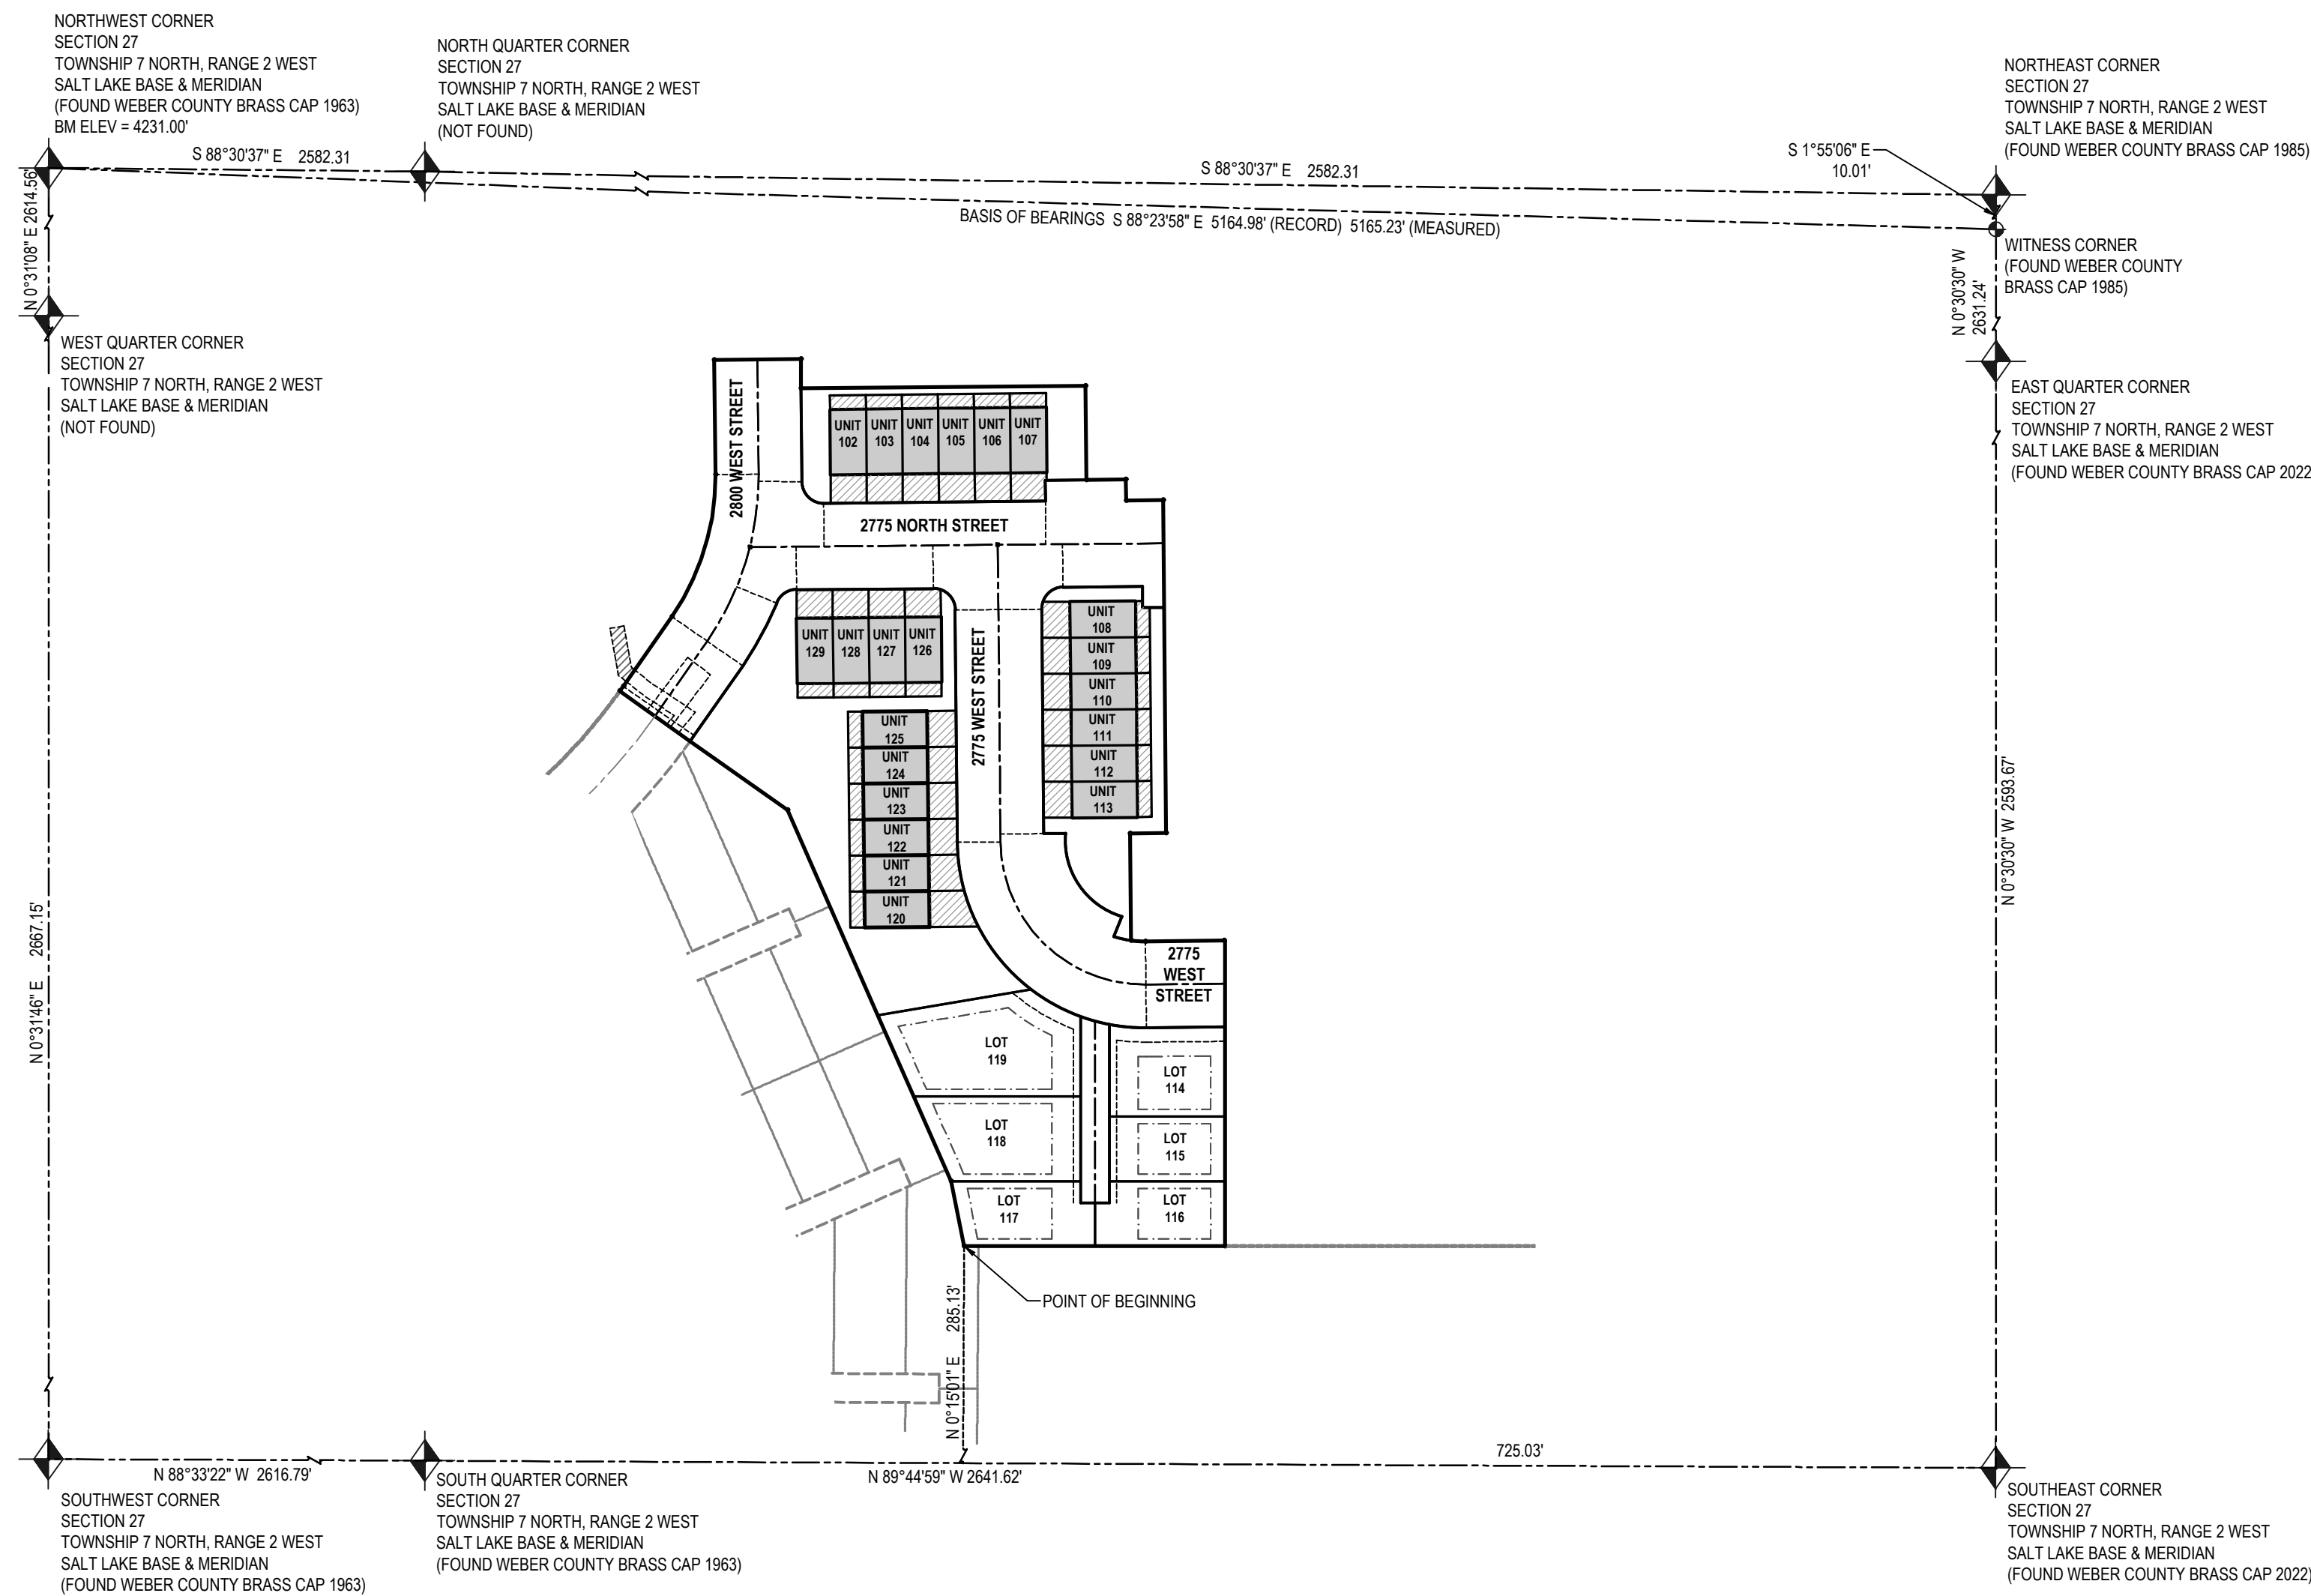 NORTHWEST CORNER
SECTION 27
TOWNSHIP 7 NORTH, RANGE 2 WEST
SALT LAKE BASE & MERIDIAN
(FOUND WEBER COUNTY BRASS CAP 1963)
BM ELEV = 4231.00'
NORTH QUARTER CORNER
SECTION 27
TOWNSHIP 7 NORTH, RANGE 2 WEST
SALT LAKE BASE & MERIDIAN
(NOT FOUND)
NORTHEAST CORNER
SECTION 27
TOWNSHIP 7 NORTH, RANGE 2 WEST
SALT LAKE BASE & MERIDIAN
(FOUND WEBER COUNTY BRASS CAP 1985)
S 88°30'37" E 2582.31
S 88°30'37" E 2582.31
S 1°55'06" E
10.01'
BASIS OF BEARINGS S 88°23'58" E 5164.98' (RECORD) 5165.23' (MEASURED)
N 0°31'08" E 2614.56'
WITNESS CORNER
(FOUND WEBER COUNTY
BRASS CAP 1985)
N 0°30'30" W
2631.24'
WEST QUARTER CORNER
SECTION 27
TOWNSHIP 7 NORTH, RANGE 2 WEST
SALT LAKE BASE & MERIDIAN
(NOT FOUND)
EAST QUARTER CORNER
SECTION 27
TOWNSHIP 7 NORTH, RANGE 2 WEST
SALT LAKE BASE & MERIDIAN
(FOUND WEBER COUNTY BRASS CAP 2022
2800 WEST STREET
UNIT
102
UNIT
103
UNIT
104
UNIT
105
UNIT
106
UNIT
107
2775 NORTH STREET
UNIT
129
UNIT
128
UNIT
127
UNIT
126
2775 WEST STREET
UNIT
108
UNIT
109
UNIT
110
UNIT
111
UNIT
112
UNIT
113
UNIT
125
UNIT
124
UNIT
123
UNIT
122
UNIT
121
UNIT
120
2775
WEST
STREET
LOT
119
LOT
114
LOT
118
LOT
115
LOT
117
LOT
116
N 0°31'46" E 2667.15'
N 0°30'30" W 2593.67'
POINT OF BEGINNING
N 0°15'01" E 285.13'
725.03'
N 88°33'22" W 2616.79'
N 89°44'59" W 2641.62'
SOUTHWEST CORNER
SECTION 27
TOWNSHIP 7 NORTH, RANGE 2 WEST
SALT LAKE BASE & MERIDIAN
(FOUND WEBER COUNTY BRASS CAP 1963)
SOUTH QUARTER CORNER
SECTION 27
TOWNSHIP 7 NORTH, RANGE 2 WEST
SALT LAKE BASE & MERIDIAN
(FOUND WEBER COUNTY BRASS CAP 1963)
SOUTHEAST CORNER
SECTION 27
TOWNSHIP 7 NORTH, RANGE 2 WEST
SALT LAKE BASE & MERIDIAN
(FOUND WEBER COUNTY BRASS CAP 2022)